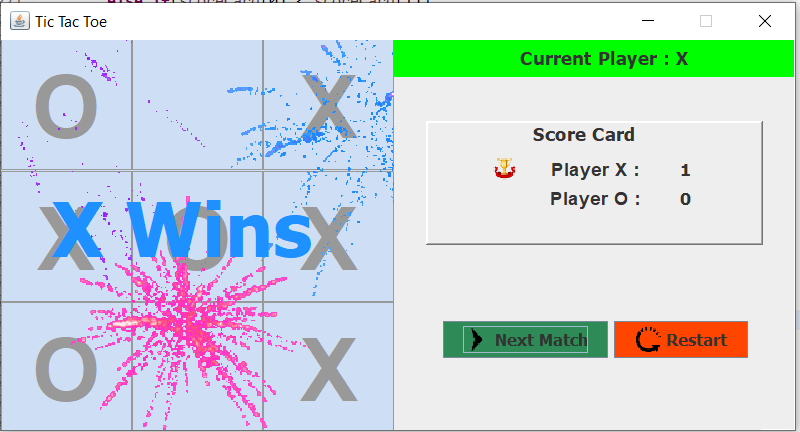 Tic Tac Toe
Current Player : X
O X
X O X
X Wins
O X
Score Card
Player X : 1
Player O : 0
Next Match
Restart